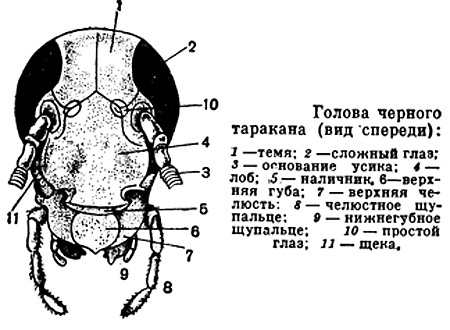 1
2
10
4
3
11
5
6
7
9
8
Голова черного
таракана (вид спереди):
1 — темя; 2 — сложный глаз;
3 — основание усика; 4 —
лоб; 5 — наличник. 6 — верх-
няя губа; 7 — верхняя че-
люсть: 8 — челюстное щу-
пальце; 9 — нижнегубное
щупальце; 10 — простой
глаз; 11 — щека.